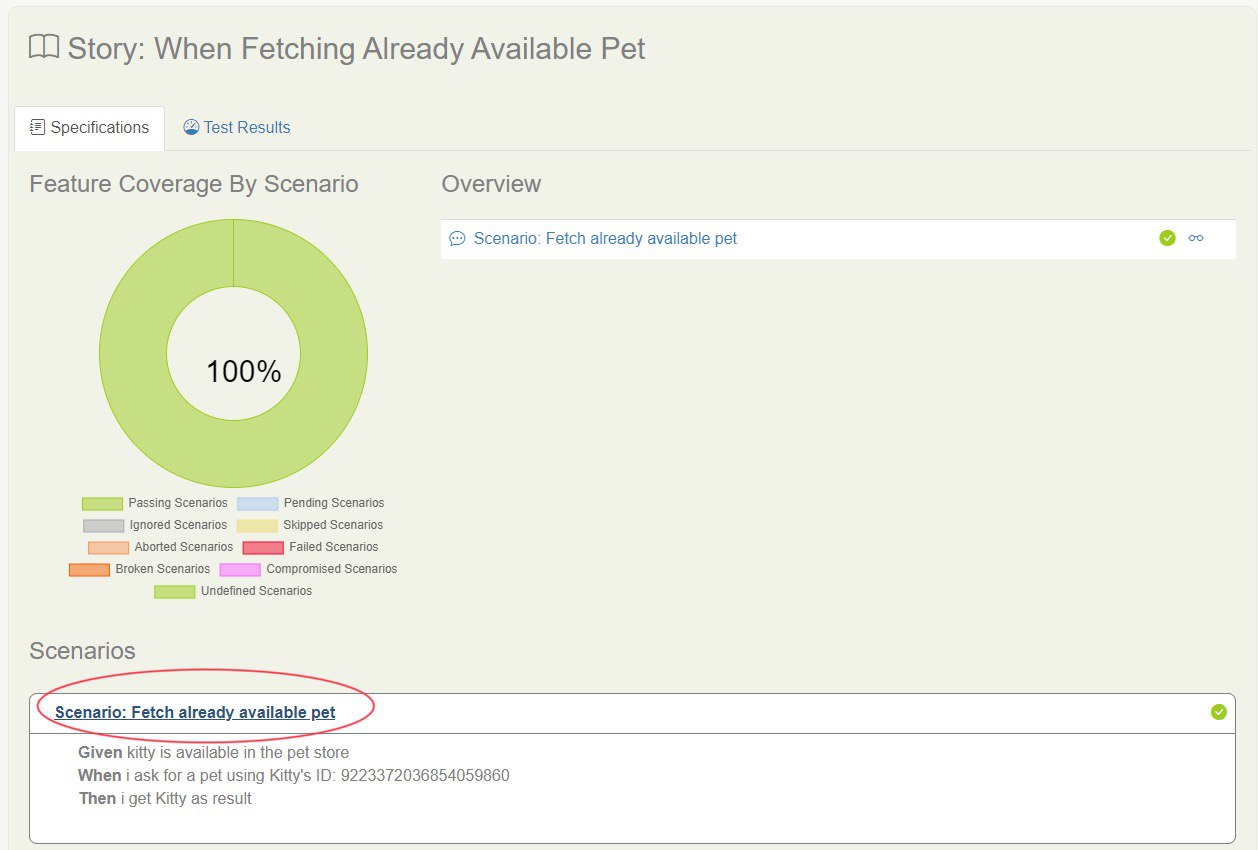 Story: When Fetching Already Available Pet
Specifications Test Results
Feature Coverage By Scenario
100%
Passing Scenarios Pending Scenarios
Ignored Scenarios Skipped Scenarios
Aborted Scenarios Failed Scenarios
Broken Scenarios Compromised Scenarios
Undefined Scenarios
Overview
Scenario: Fetch already available pet
Scenarios
Scenario: Fetch already available pet
Given kitty is available in the pet store
When i ask for a pet using Kitty's ID: 9223372036854059860
Then i get Kitty as result